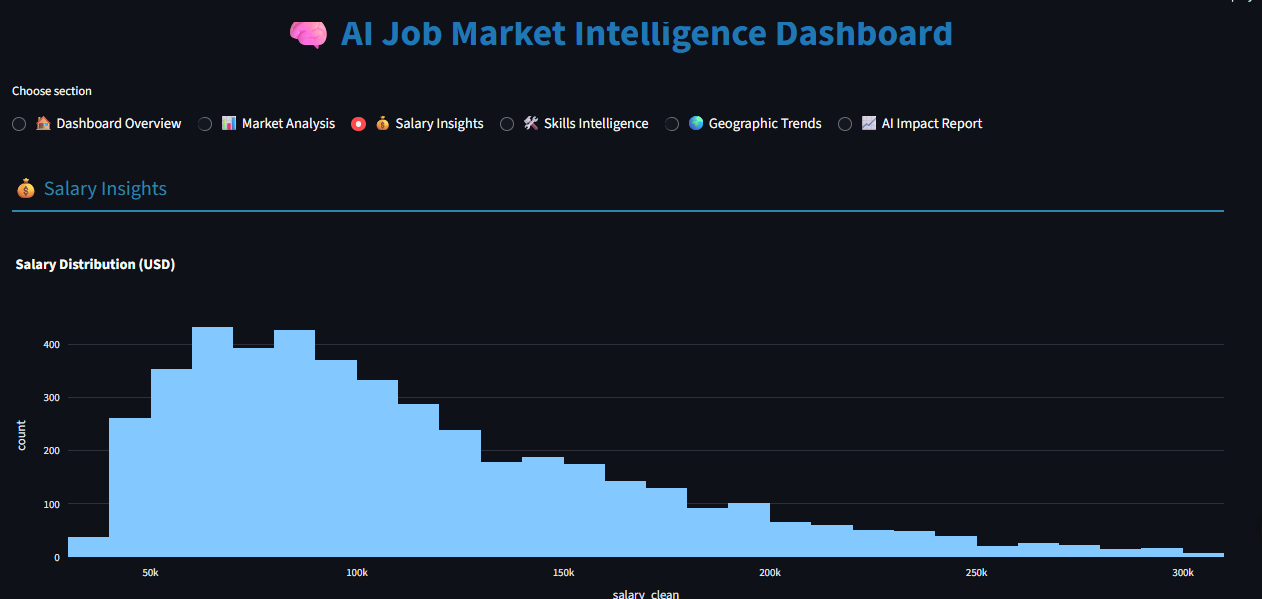 AI Job Market Intelligence Dashboard
Choose section
Dashboard Overview Market Analysis Salary Insights Skills Intelligence Geographic Trends AI Impact Report
Salary Insights
Salary Distribution (USD)
400
300
200
100
0
count
50k 100k 150k 200k 250k 300k
salary_clean